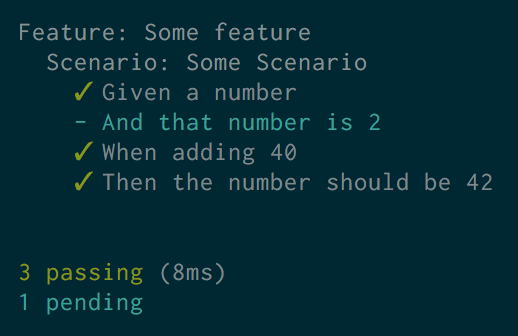 Feature: Some feature
Scenario: Some Scenario
✓ Given a number
- And that number is 2
✓ When adding 40
✓ Then the number should be 42
3 passing (8ms)
1 pending